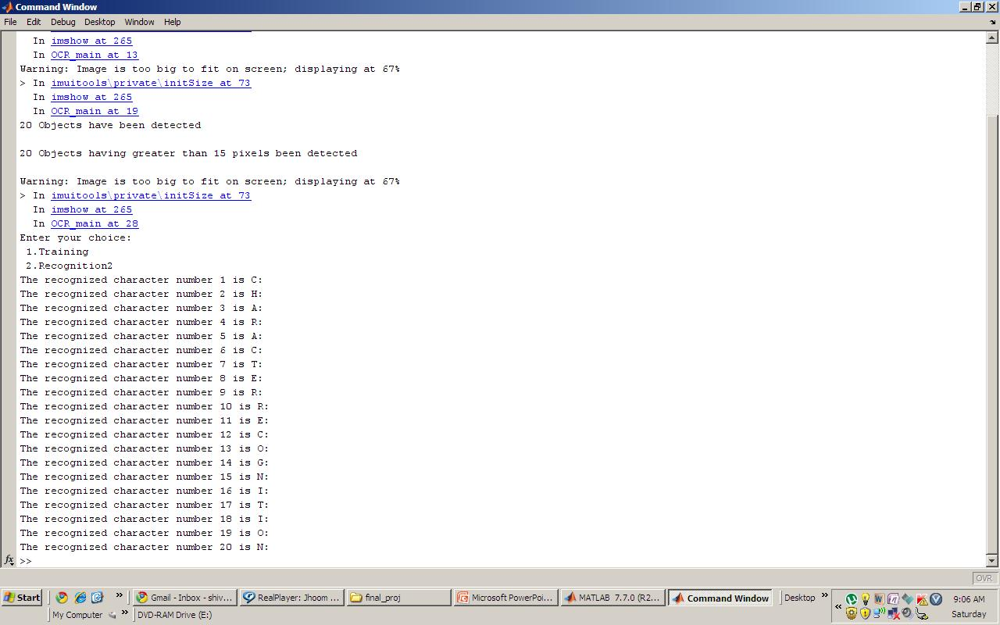 Command Window
File Edit Debug Desktop Window Help
In imshow at 265
In OCR_main at 13
Warning: Image is too big to fit on screen; displaying at 67%
> In imuitools\private\initSize at 73
In imshow at 265
In OCR_main at 19
20 Objects have been detected
20 Objects having greater than 15 pixels been detected
Warning: Image is too big to fit on screen; displaying at 67%
> In imuitools\private\initSize at 73
In imshow at 265
In OCR_main at 28
Enter your choice:
1.Training
2.Recognition2
The recognized character number 1 is C:
The recognized character number 2 is H:
The recognized character number 3 is A:
The recognized character number 4 is R:
The recognized character number 5 is A:
The recognized character number 6 is C:
The recognized character number 7 is T:
The recognized character number 8 is E:
The recognized character number 9 is R:
The recognized character number 10 is R:
The recognized character number 11 is E:
The recognized character number 12 is C:
The recognized character number 13 is O:
The recognized character number 14 is G:
The recognized character number 15 is N:
The recognized character number 16 is I:
The recognized character number 17 is T:
The recognized character number 18 is I:
The recognized character number 19 is O:
The recognized character number 20 is N:
fx >>
OVR
Start » Gmail - Inbox - shiv... RealPlayer: Jhoom ... final_proj Microsoft PowerPoi... MATLAB 7.7.0 (R2... Command Window Desktop » « 9:06 AM
My Computer » DVD-RAM Drive (E:) Saturday